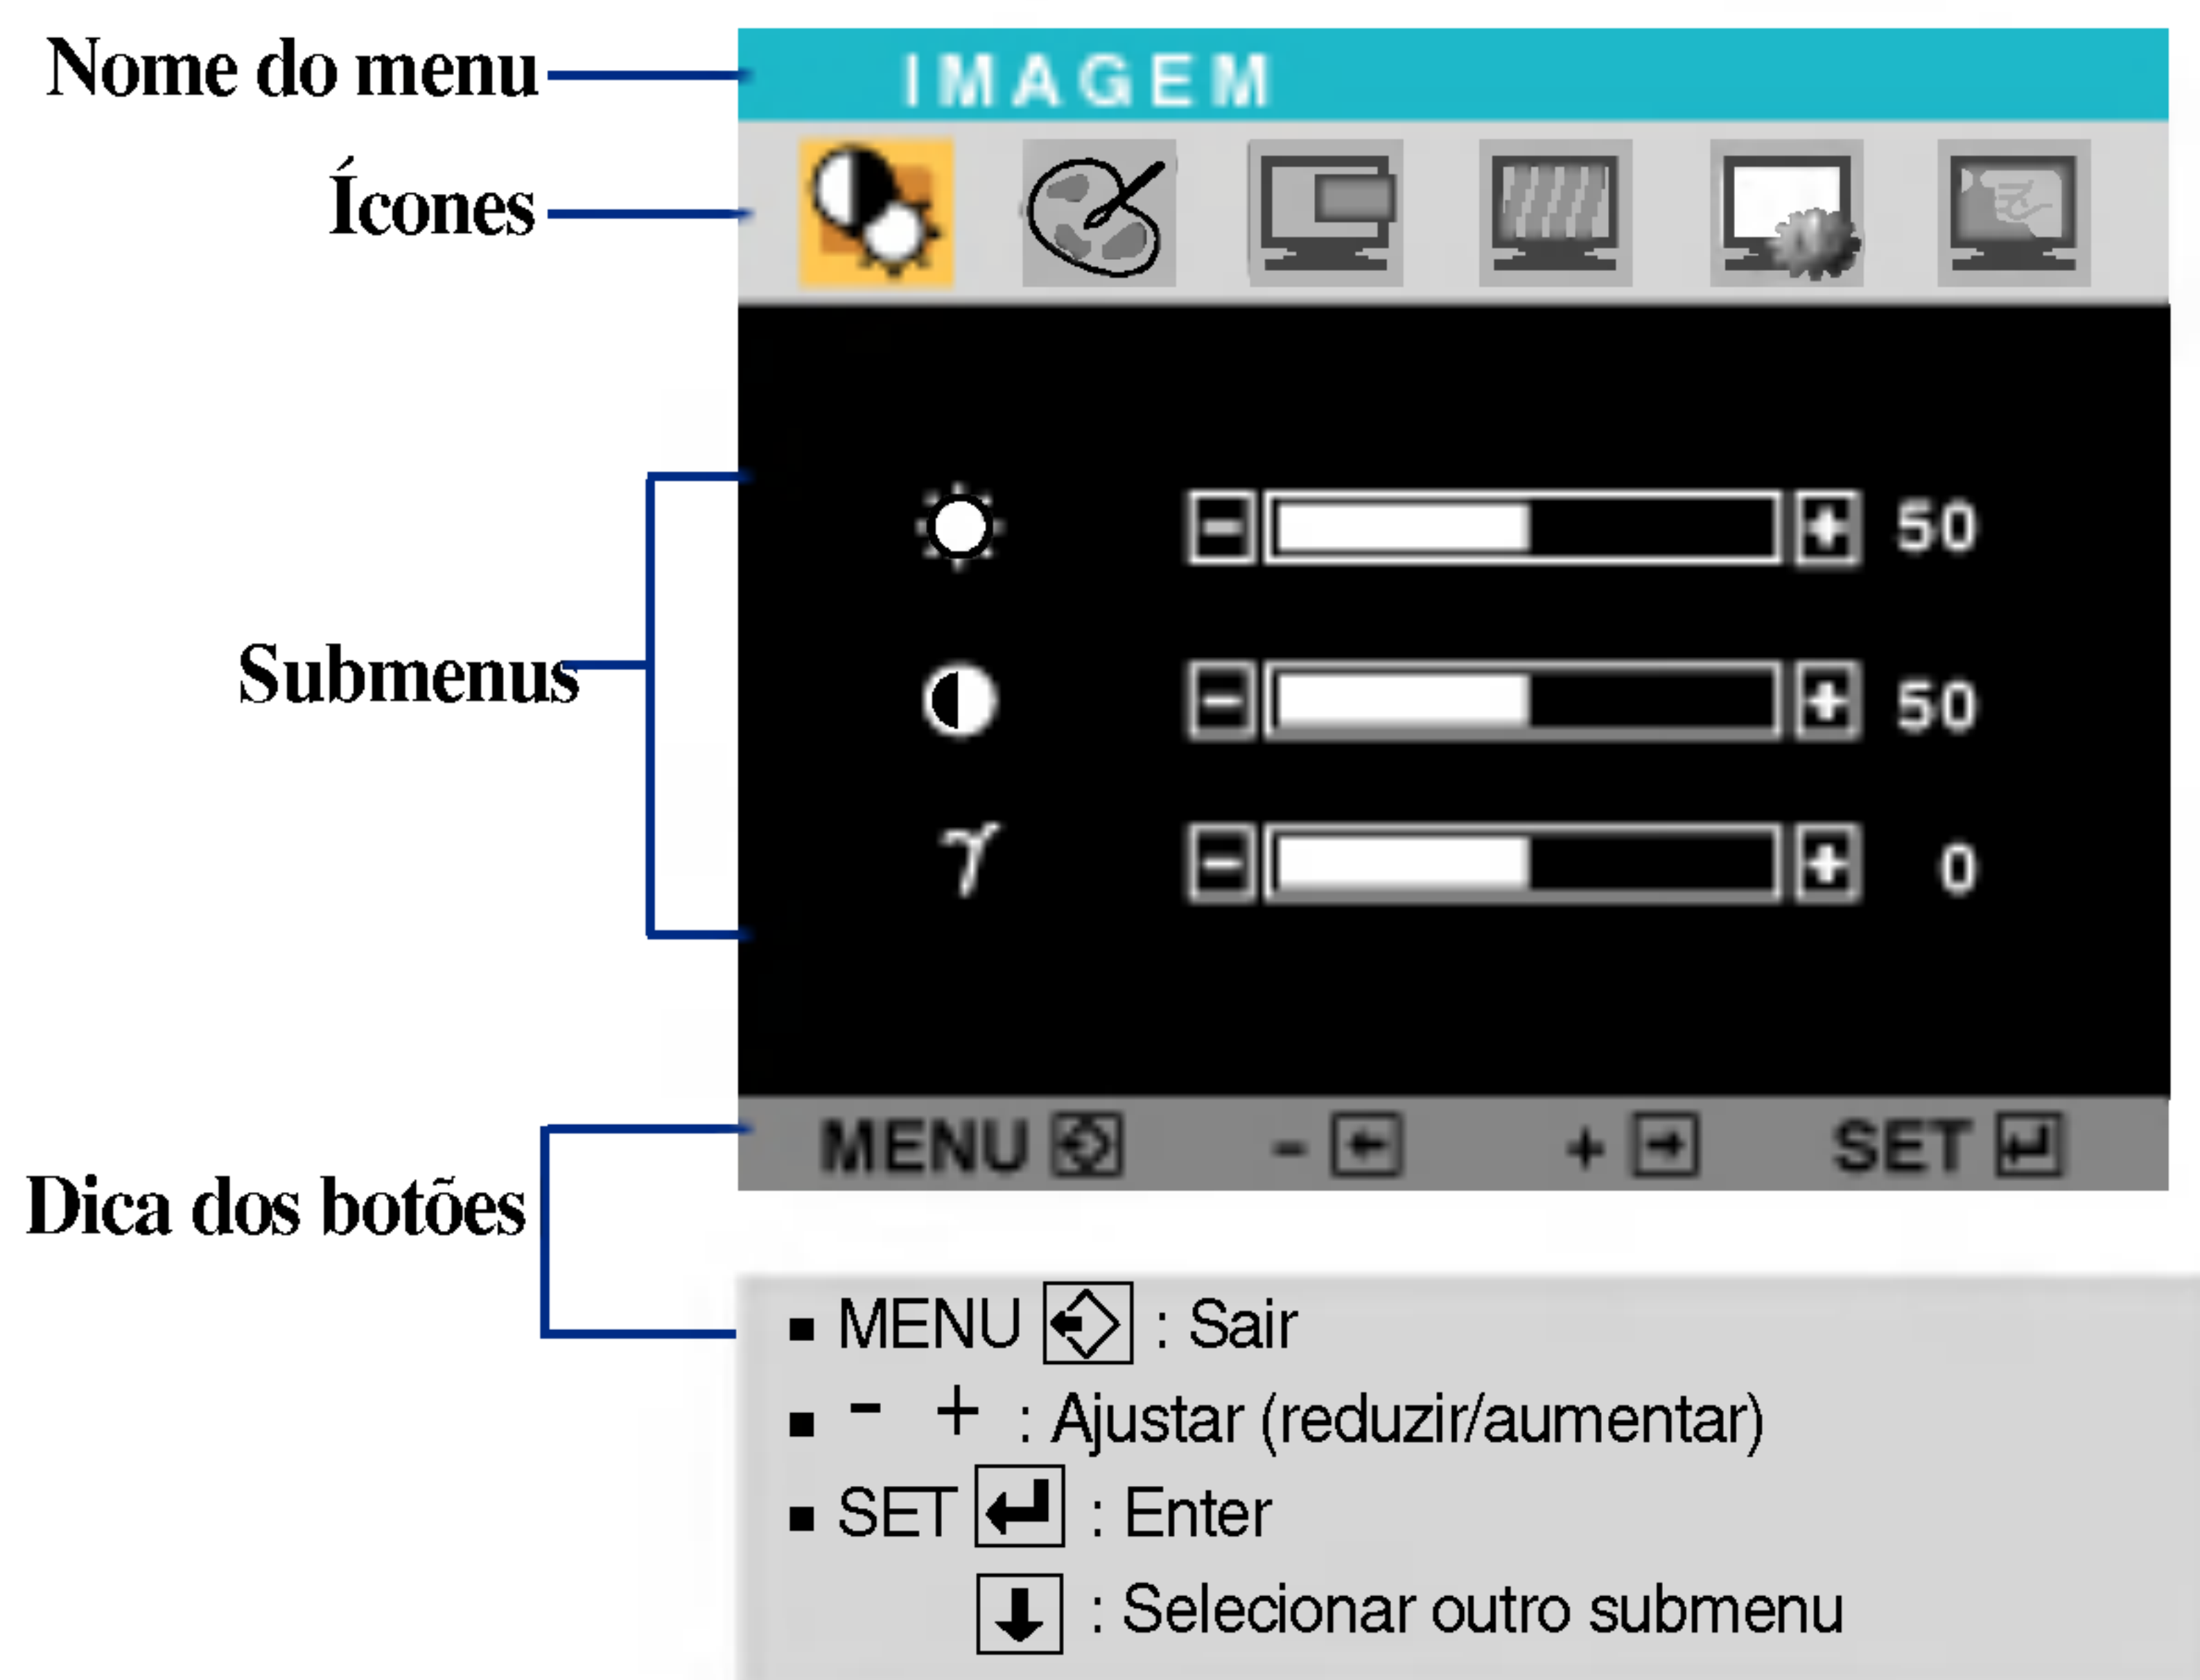 Nome do menu
IMAGEM
Ícones
50
Submenus
50
γ
0
MENU - + SET
Dica dos botões
▪ MENU : Sair
▪ - + : Ajustar (reduzir/aumentar)
▪ SET : Enter
: Selecionar outro submenu